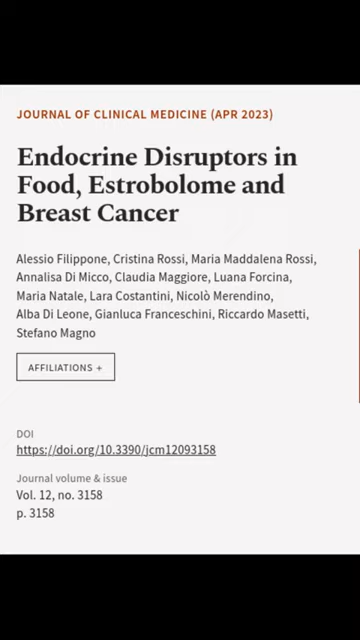 JOURNAL OF CLINICAL MEDICINE (APR 2023)
Endocrine Disruptors in
Food, Estrobolome and
Breast Cancer
Alessio Filippone, Cristina Rossi, Maria Maddalena Rossi,
Annalisa Di Micco, Claudia Maggiore, Luana Forcina,
Maria Natale, Lara Costantini, Nicolò Merendino,
Alba Di Leone, Gianluca Franceschini, Riccardo Masetti,
Stefano Magno
AFFILIATIONS +
DOI
https://doi.org/10.3390/jcm12093158
Journal volume & issue
Vol. 12, no. 3158
p. 3158